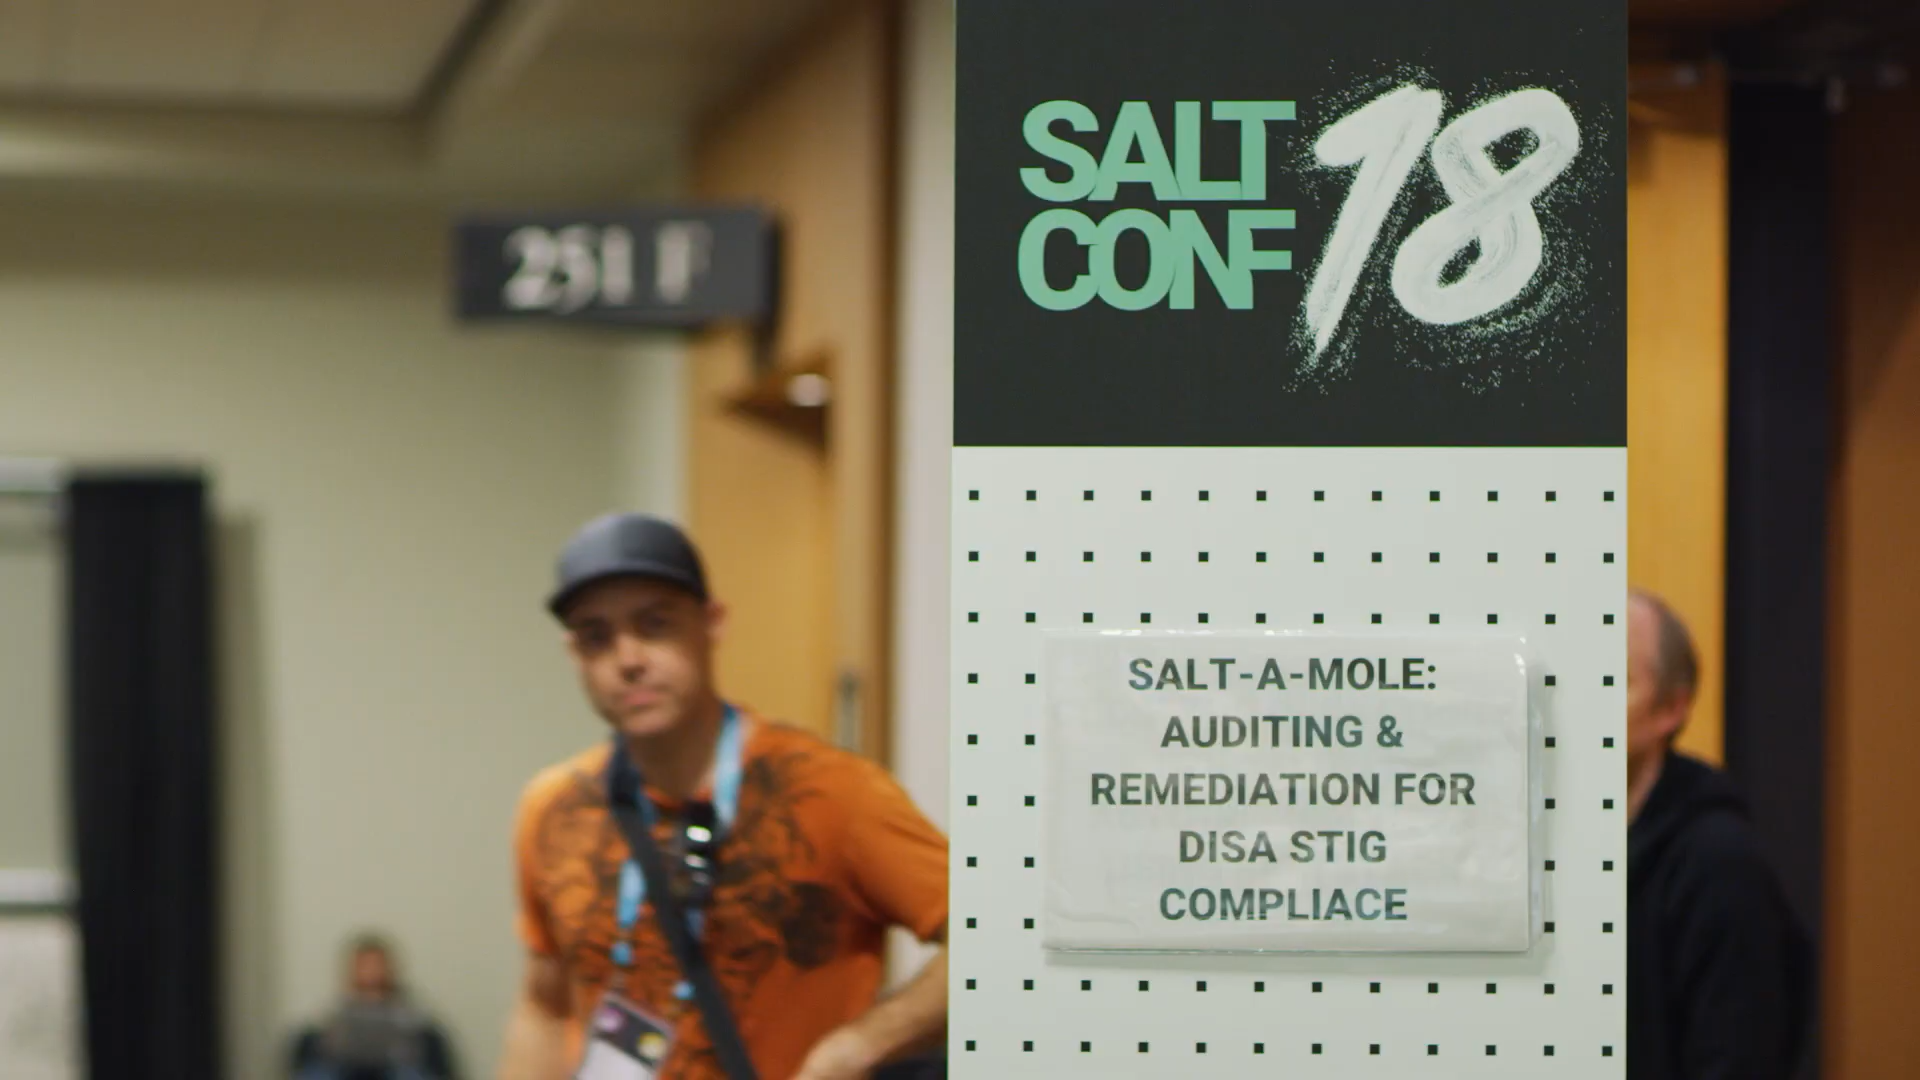 251 F
SALT
CONF
18
SALT-A-MOLE:
AUDITING &
REMEDIATION FOR
DISA STIG
COMPLIACE